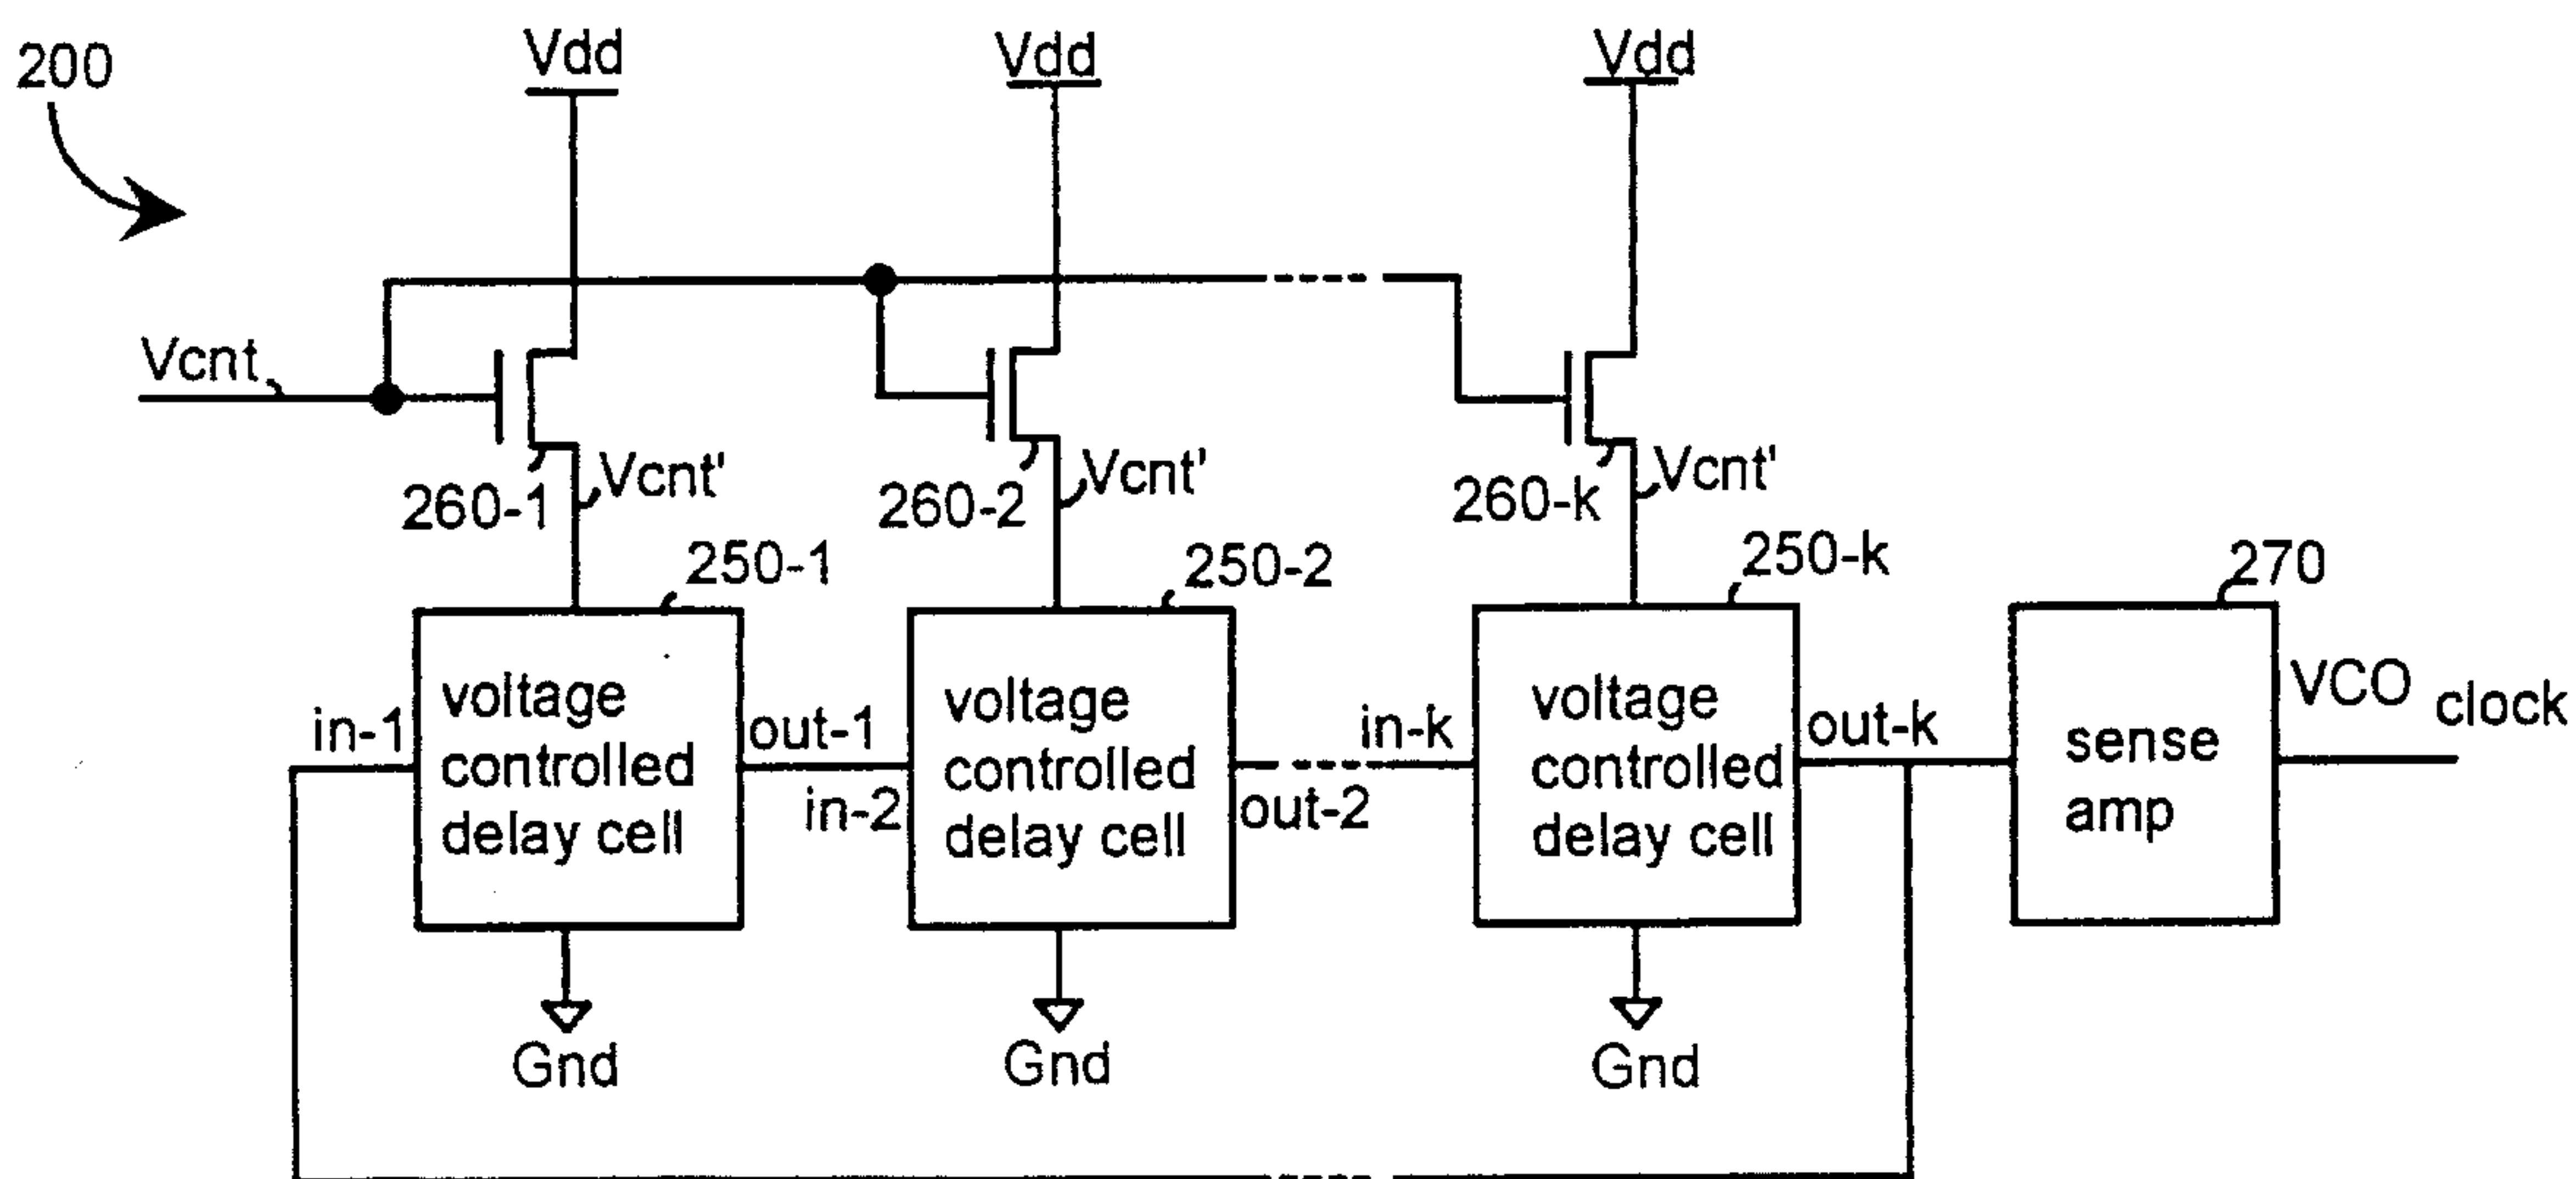 200
Vdd
Vdd
Vdd
Vcnt
260-1
Vcnt'
260-2
Vcnt'
260-k
Vcnt'
250-1
250-2
250-k
270
in-1
voltage
controlled
delay cell
out-1
in-2
voltage
controlled
delay cell
out-2
in-k
voltage
controlled
delay cell
out-k
sense
amp
VCO clock
Gnd
Gnd
Gnd